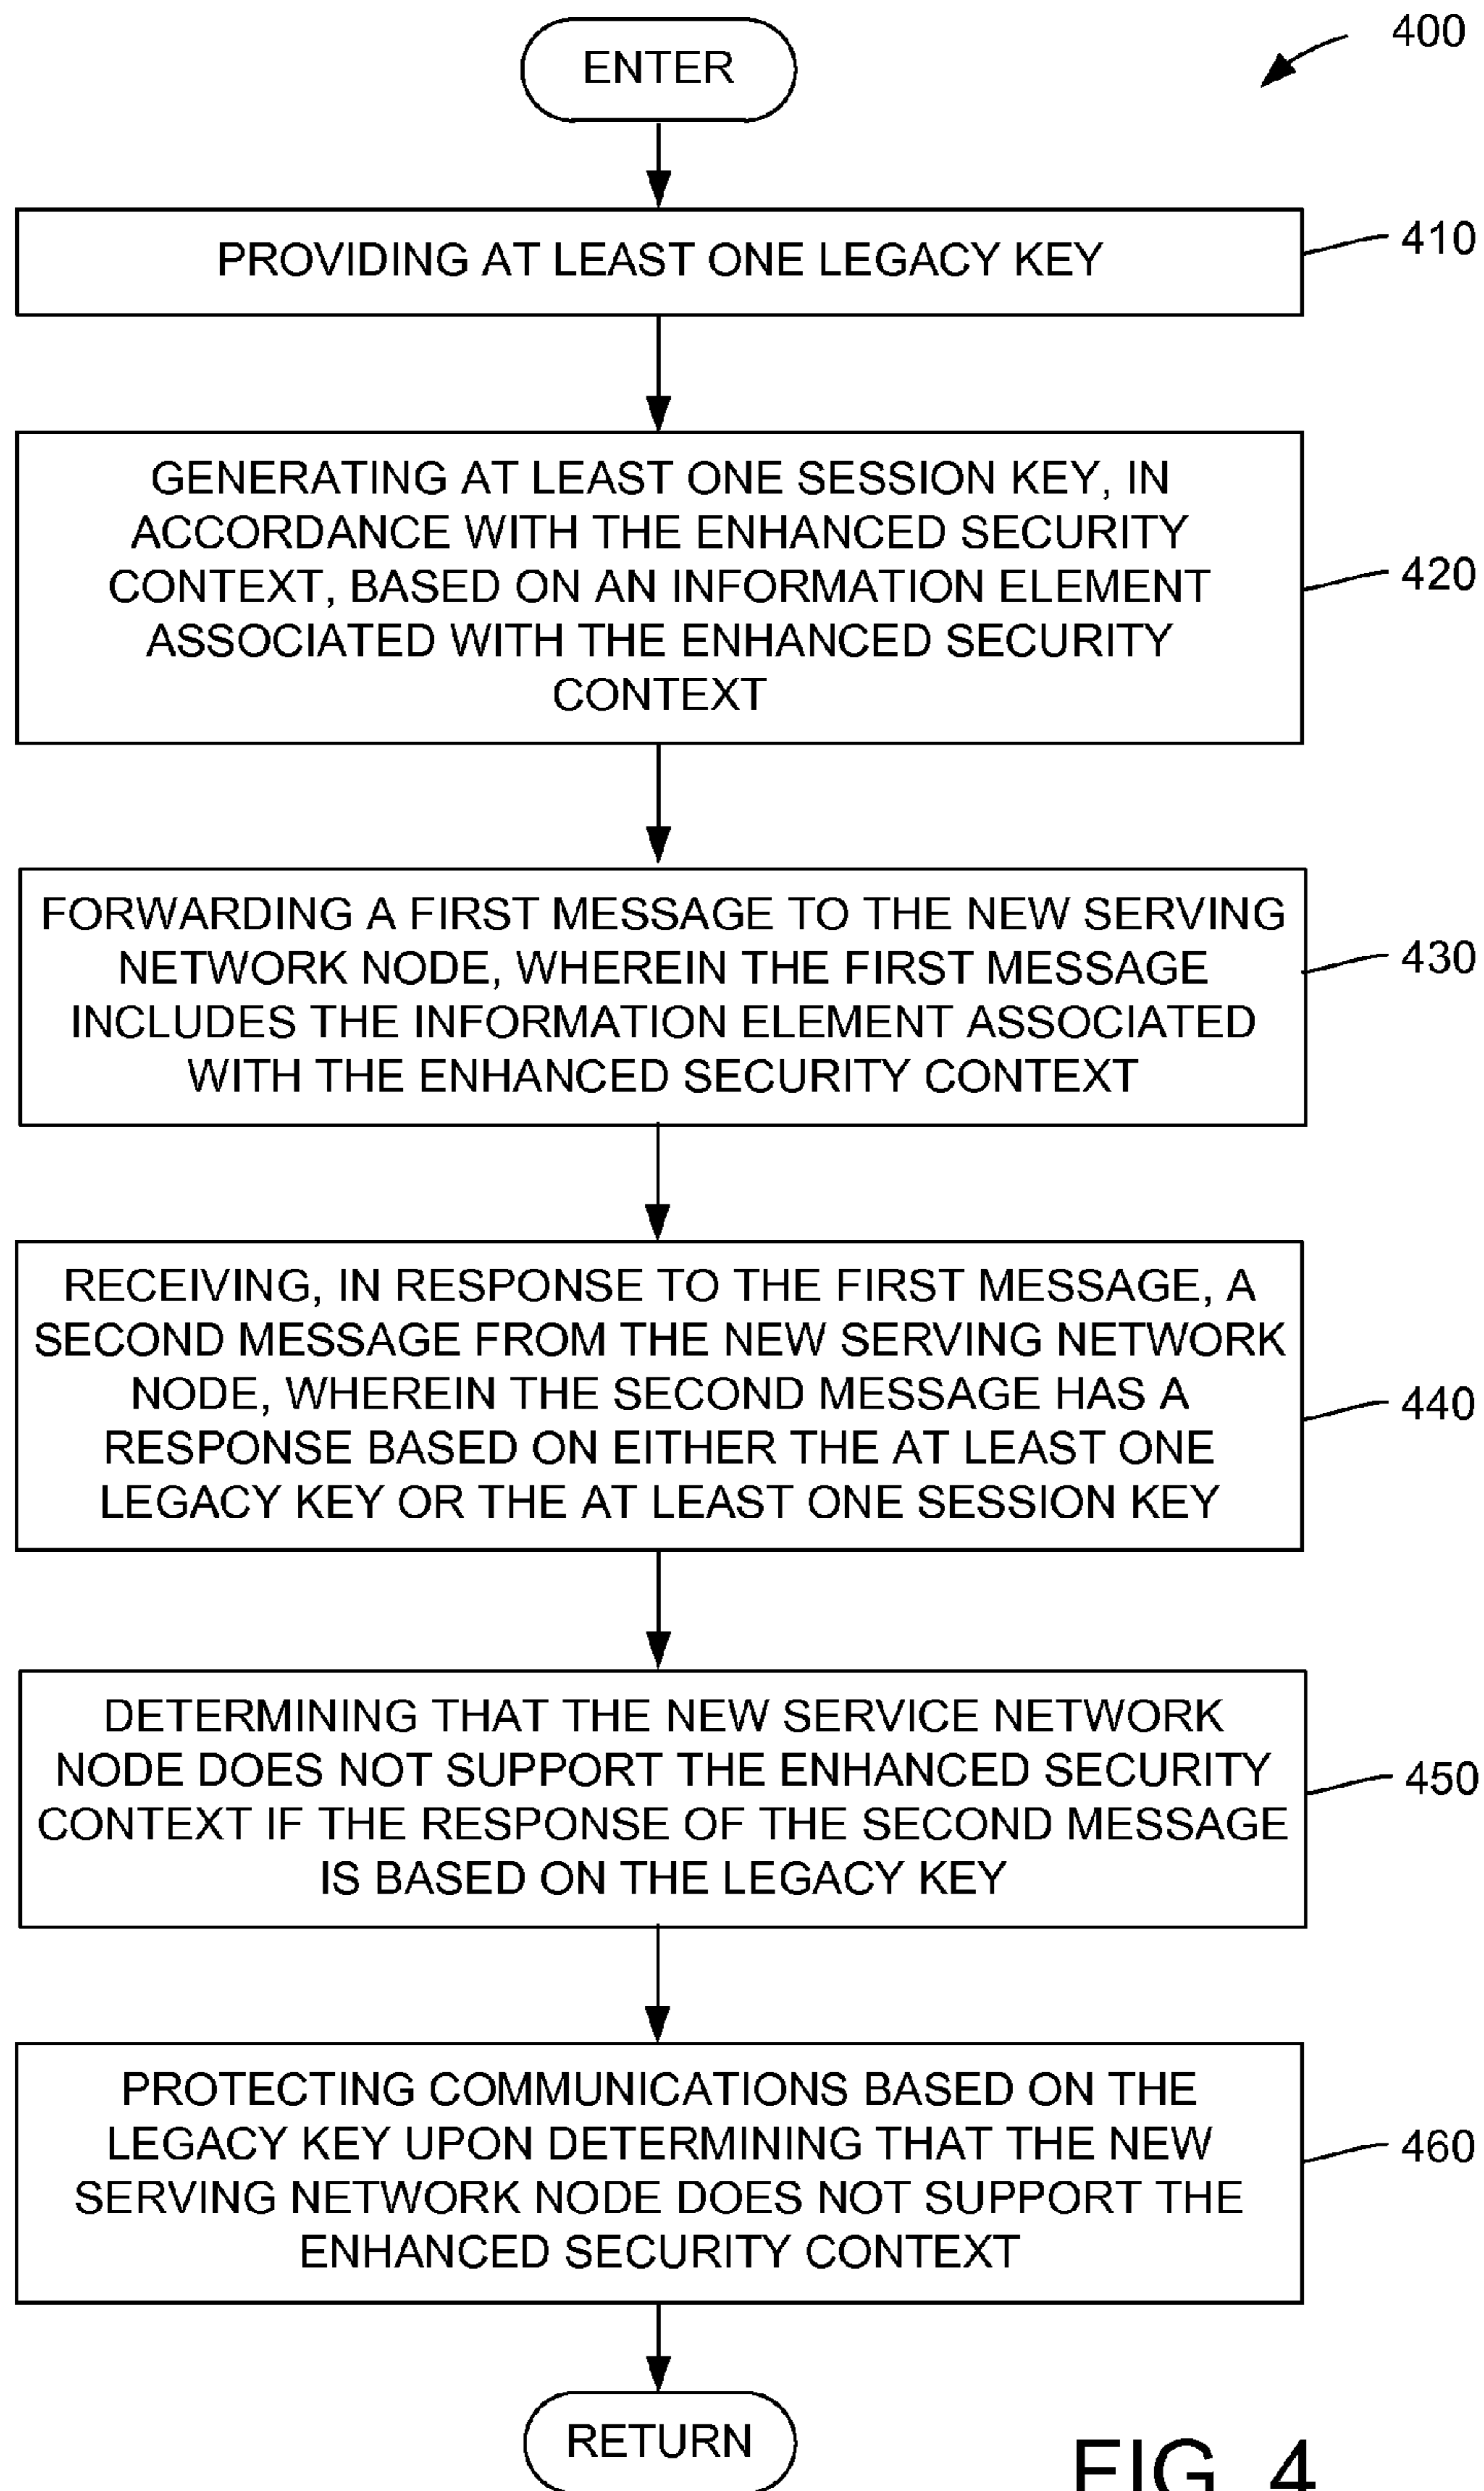 400
ENTER
PROVIDING AT LEAST ONE LEGACY KEY
410
GENERATING AT LEAST ONE SESSION KEY, IN
ACCORDANCE WITH THE ENHANCED SECURITY
CONTEXT, BASED ON AN INFORMATION ELEMENT
ASSOCIATED WITH THE ENHANCED SECURITY
CONTEXT
420
FORWARDING A FIRST MESSAGE TO THE NEW SERVING
NETWORK NODE, WHEREIN THE FIRST MESSAGE
INCLUDES THE INFORMATION ELEMENT ASSOCIATED
WITH THE ENHANCED SECURITY CONTEXT
430
RECEIVING, IN RESPONSE TO THE FIRST MESSAGE, A
SECOND MESSAGE FROM THE NEW SERVING NETWORK
NODE, WHEREIN THE SECOND MESSAGE HAS A
RESPONSE BASED ON EITHER THE AT LEAST ONE
LEGACY KEY OR THE AT LEAST ONE SESSION KEY
440
DETERMINING THAT THE NEW SERVICE NETWORK
NODE DOES NOT SUPPORT THE ENHANCED SECURITY
CONTEXT IF THE RESPONSE OF THE SECOND MESSAGE
IS BASED ON THE LEGACY KEY
450
PROTECTING COMMUNICATIONS BASED ON THE
LEGACY KEY UPON DETERMINING THAT THE NEW
SERVING NETWORK NODE DOES NOT SUPPORT THE
ENHANCED SECURITY CONTEXT
460
RETURN
FIG. 4